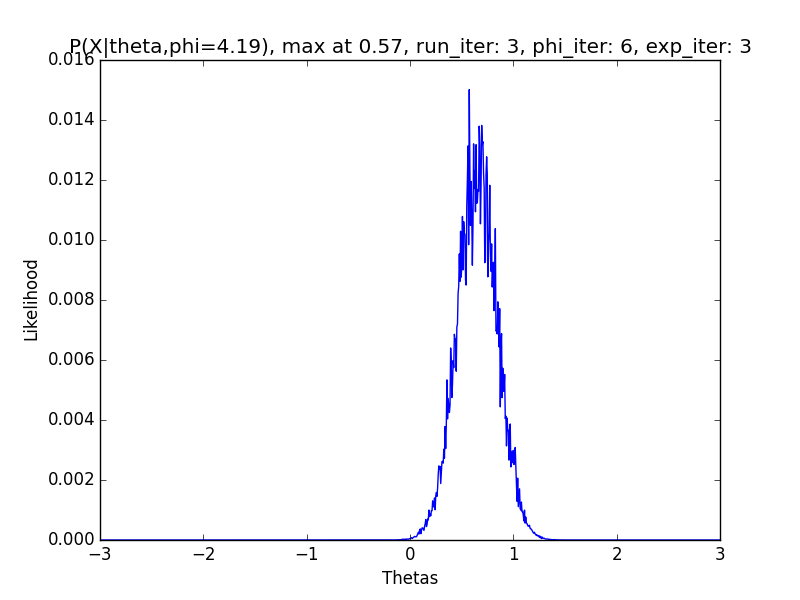 P(X|theta,phi=4.19), max at 0.57, run_iter: 3, phi_iter: 6, exp_iter: 3
0.016
0.014
0.012
0.010
0.008
0.006
0.004
0.002
0.000
Likelihood
−3 −2 −1 0 1 2 3
Thetas